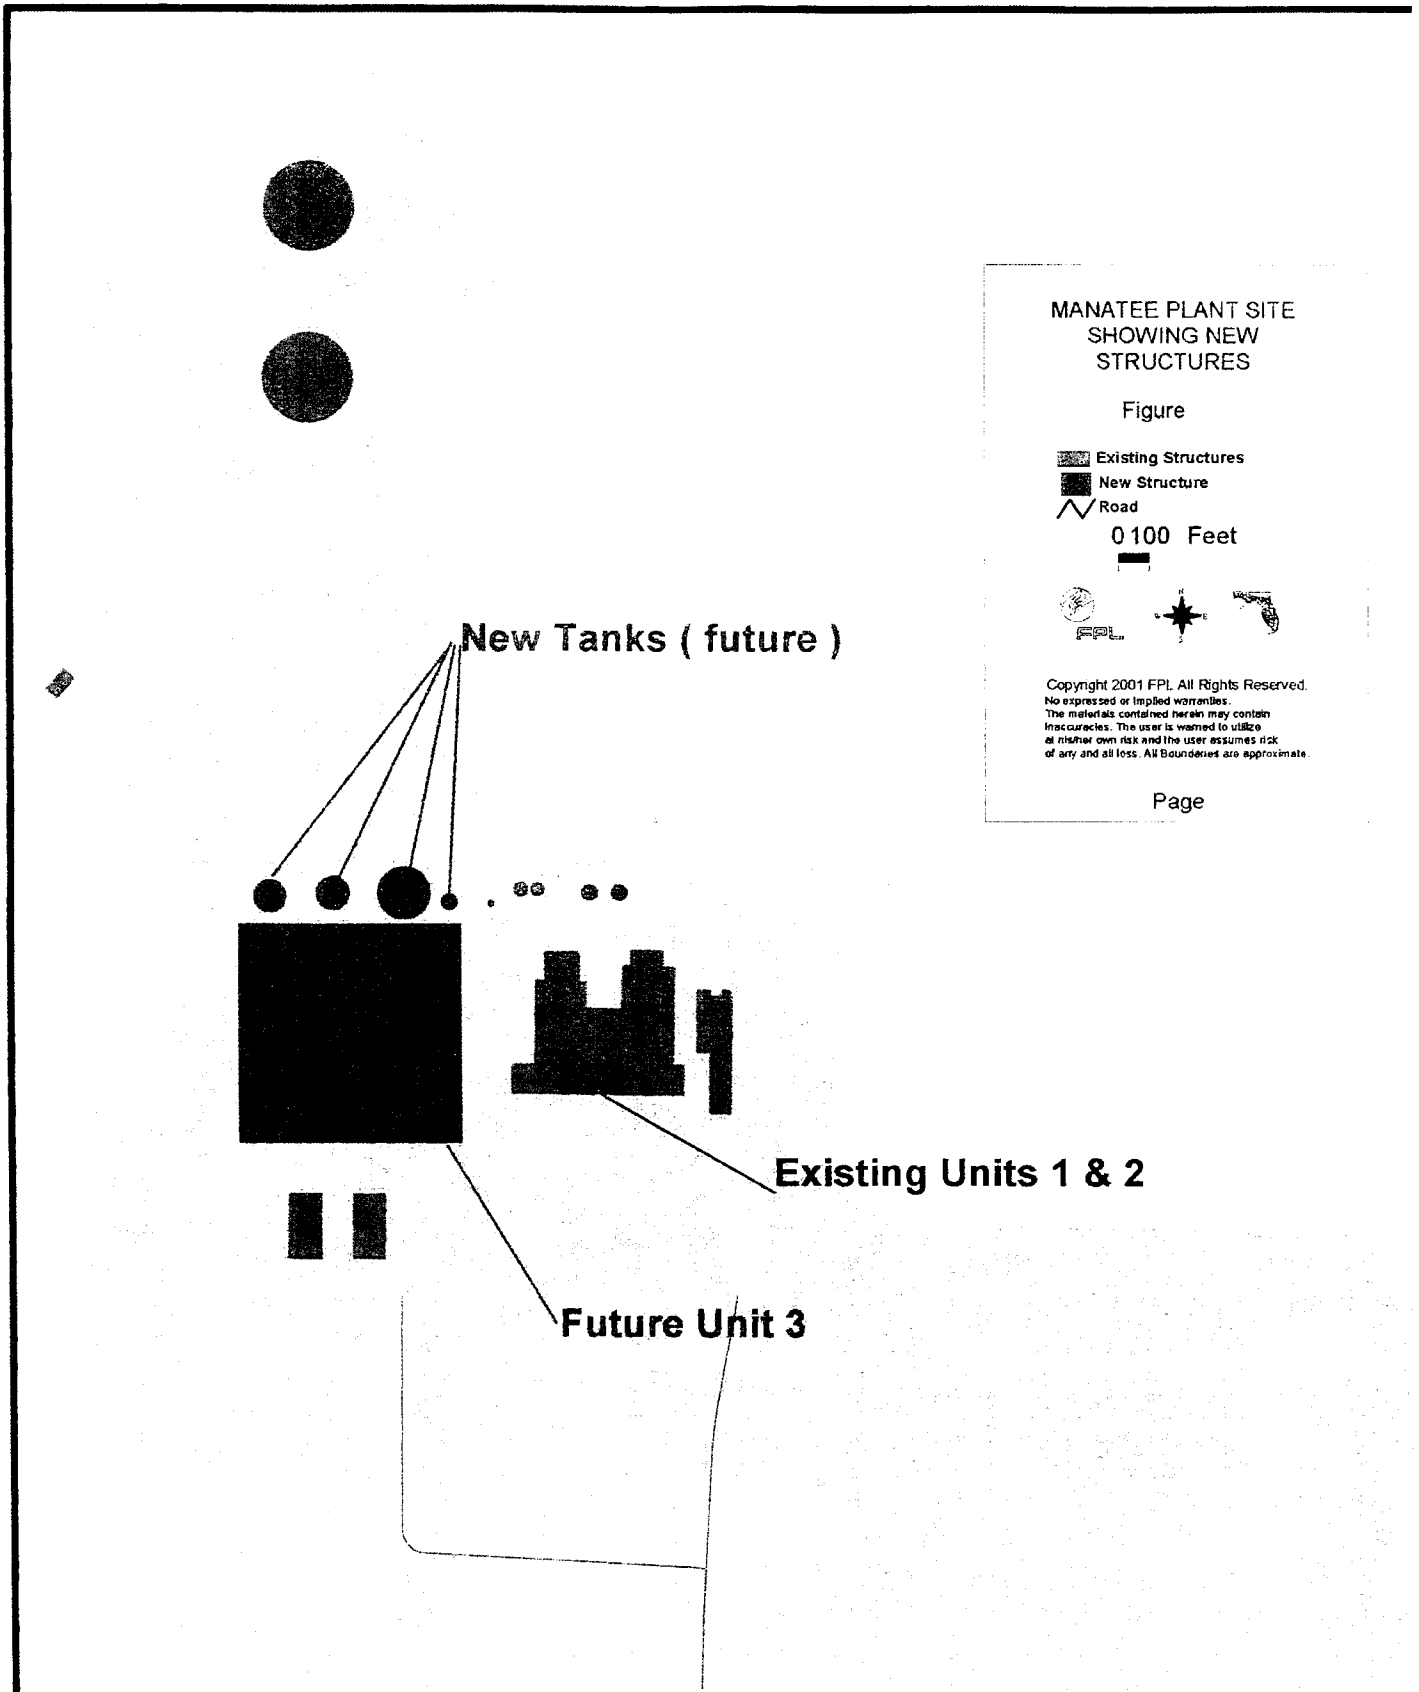 MANATEE PLANT SITE
SHOWING NEW
STRUCTURES
Figure
Existing Structures
New Structure
Road
0 100 Feet
N
W E
S
FPL
Copyright 2001 FPL All Rights Reserved.
No expressed or implied warranties.
The materials contained herein may contain
inaccuracies. The user is warned to utilize
at his/her own risk and the user assumes risk
of any and all loss. All Boundaries are approximate.
Page
New Tanks ( future )
Existing Units 1 & 2
Future Unit 3